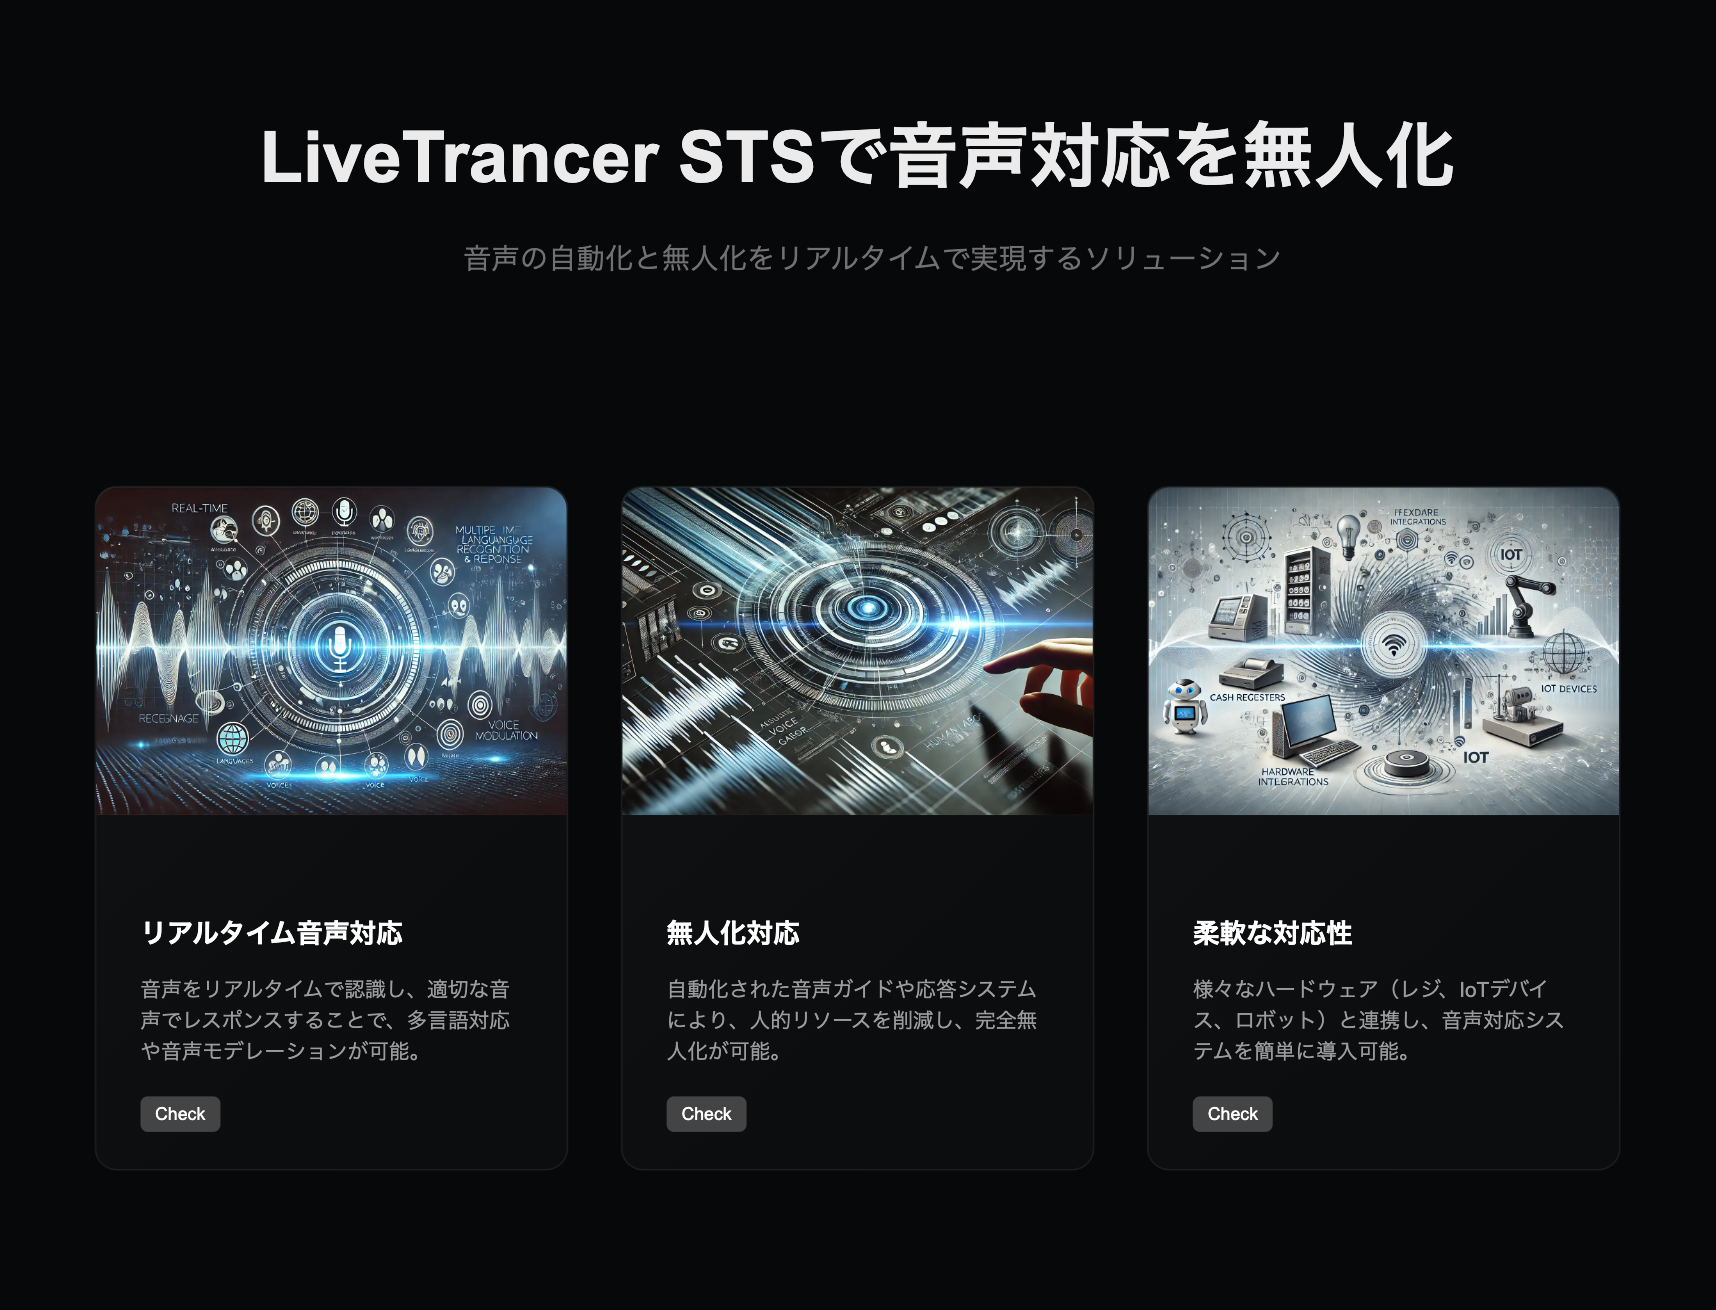 LiveTrancer STSで音声対応を無人化
音声の自動化と無人化をリアルタイムで実現するソリューション
REAL-TIME
MULTIPE IME
LANGUANGUGE
RECOGNITION
& REPONSE
RECEGNAGE
VOICE
MODULATION
LANGUAGES
VOICE
VOICE
INTEGRATIONS
IOT
CASH REGESTERS
IOT DEVICES
IOT
HARDWARE
INTEGRATIONS
リアルタイム音声対応
音声をリアルタイムで認識し、適切な音
声でレスポンスすることで、多言語対応
や音声モデレーションが可能。
Check
無人化対応
自動化された音声ガイドや応答システム
により、人的リソースを削減し、完全無
人化が可能。
Check
柔軟な対応性
様々なハードウェア（レジ、IoTデバイ
ス、ロボット）と連携し、音声対応シス
テムを簡単に導入可能。
Check